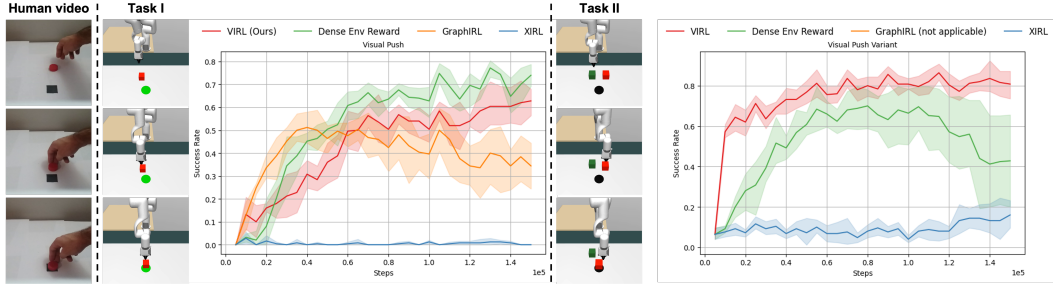 Human video
Task I
VIRL (Ours) Dense Env Reward GraphIRL XIRL
Visual Push
Success Rate
0.8
0.7
0.6
0.5
0.4
0.3
0.2
0.1
0.0
0.0 0.2 0.4 0.6 0.8 1.0 1.2 1.4
Steps
1e5
Task II
VIRL Dense Env Reward GraphIRL (not applicable) XIRL
Visual Push Variant
Success Rate
0.8
0.6
0.4
0.2
0.0
0.0 0.2 0.4 0.6 0.8 1.0 1.2 1.4
Steps
1e5